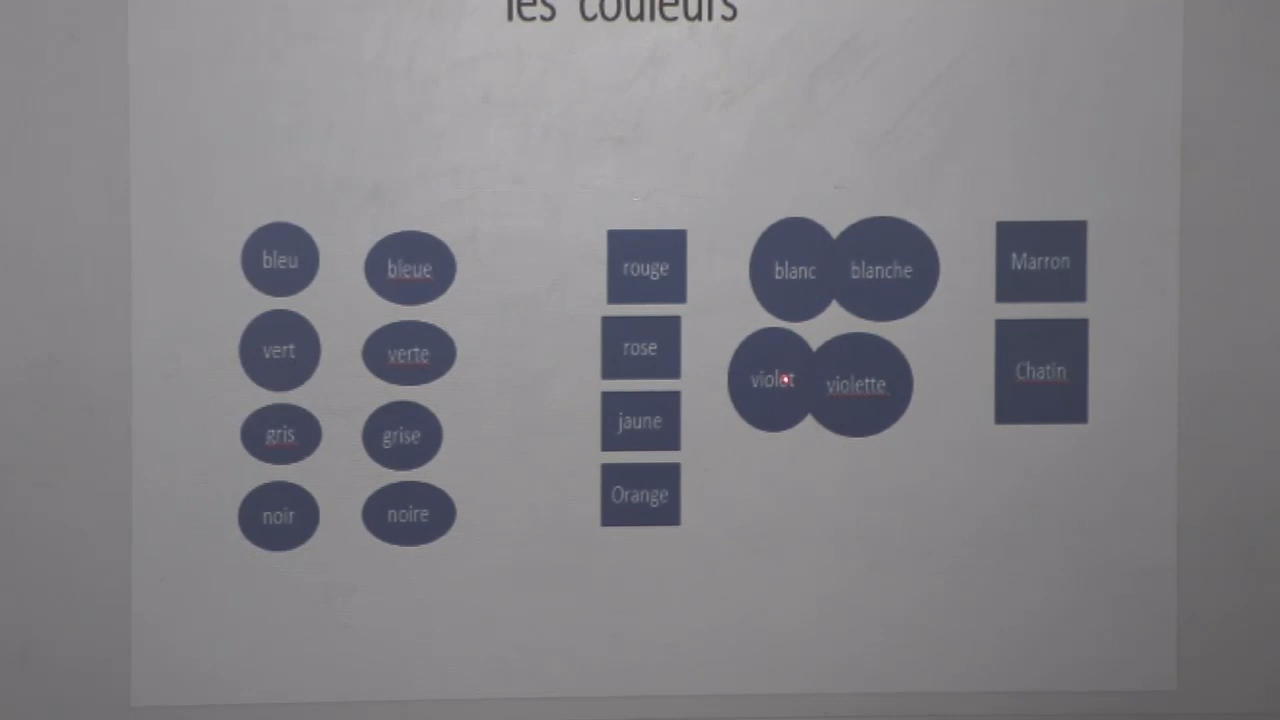 les couleurs
bleu
bleue
vert
verte
gris
grise
noir
noire
rouge
rose
jaune
Orange
blanc
blanche
violet
violette
Marron
Chatin